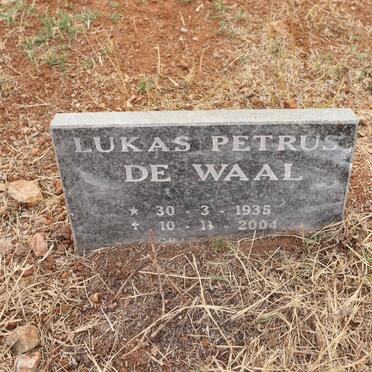 LUKAS PETRUS
DE WAAL
★ 30 - 3 - 1935
✝ 10 - 11 - 2004